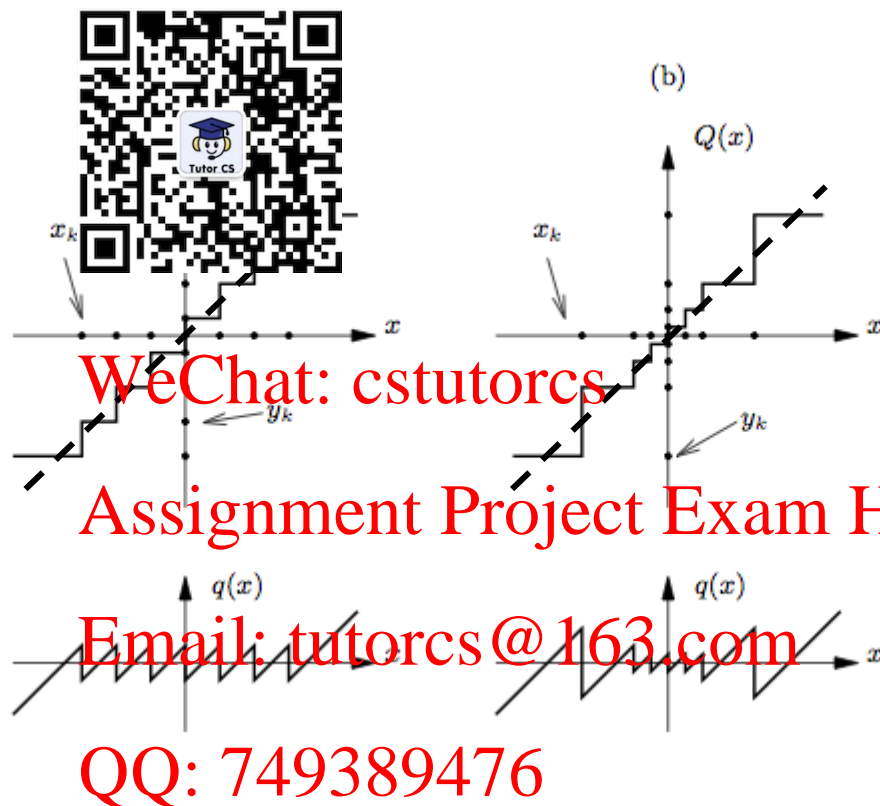 Tutor CS
(b)
Q(x)
x_k
x_k
x
x
WeChat: cstutorcs
y_k
y_k
Assignment Project Exam H
q(x)
q(x)
Email: tutorcs@163.com
x
x
QQ: 749389476